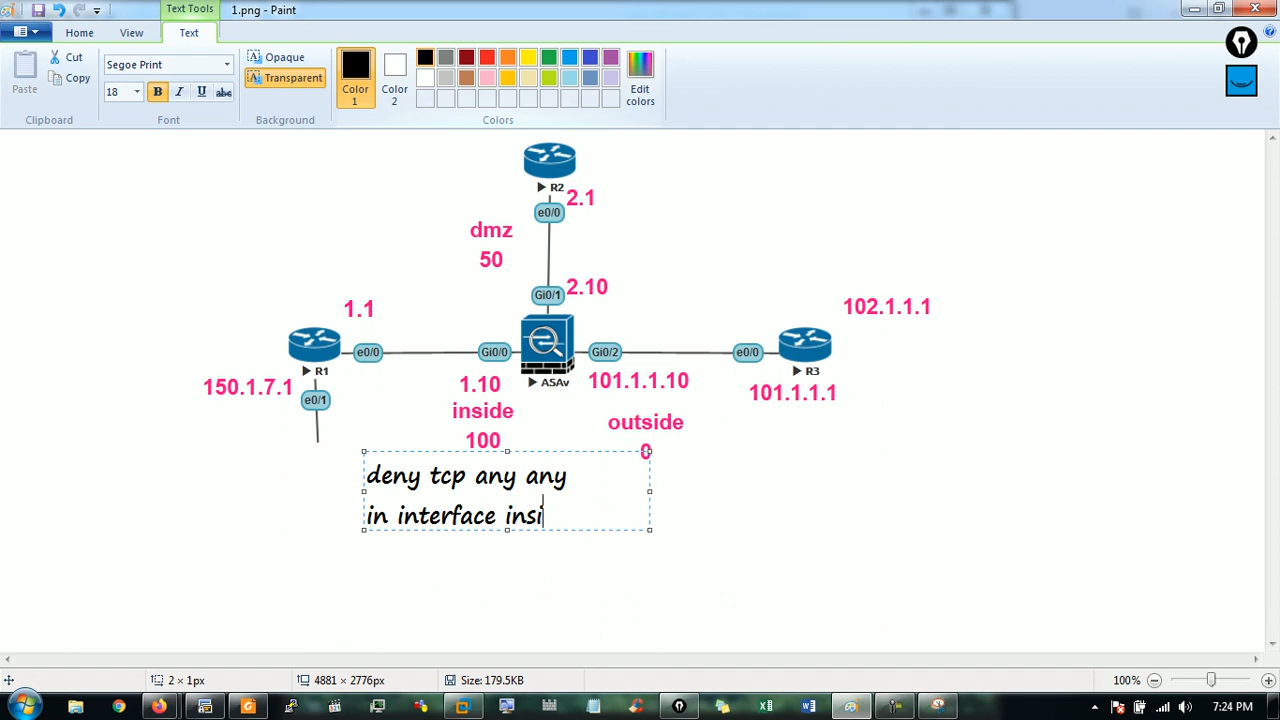 Text Tools
1.png - Paint
Home
View
Text
Paste
Cut
Copy
Clipboard
Segoe Print
18
B
I
U
abc
Font
Opaque
Transparent
Background
Color
1
Color
2
Edit
colors
Colors
R2
2.1
e0/0
dmz
50
2.10
Gi0/1
1.1
102.1.1.1
R1
e0/0
Gi0/0
ASAv
Gi0/2
e0/0
R3
150.1.7.1
e0/1
1.10
inside
100
101.1.1.10
101.1.1.1
outside
0
deny tcp any any
in interface insi
2 × 1px
4881 × 2776px
Size: 179.5KB
100%
7:24 PM